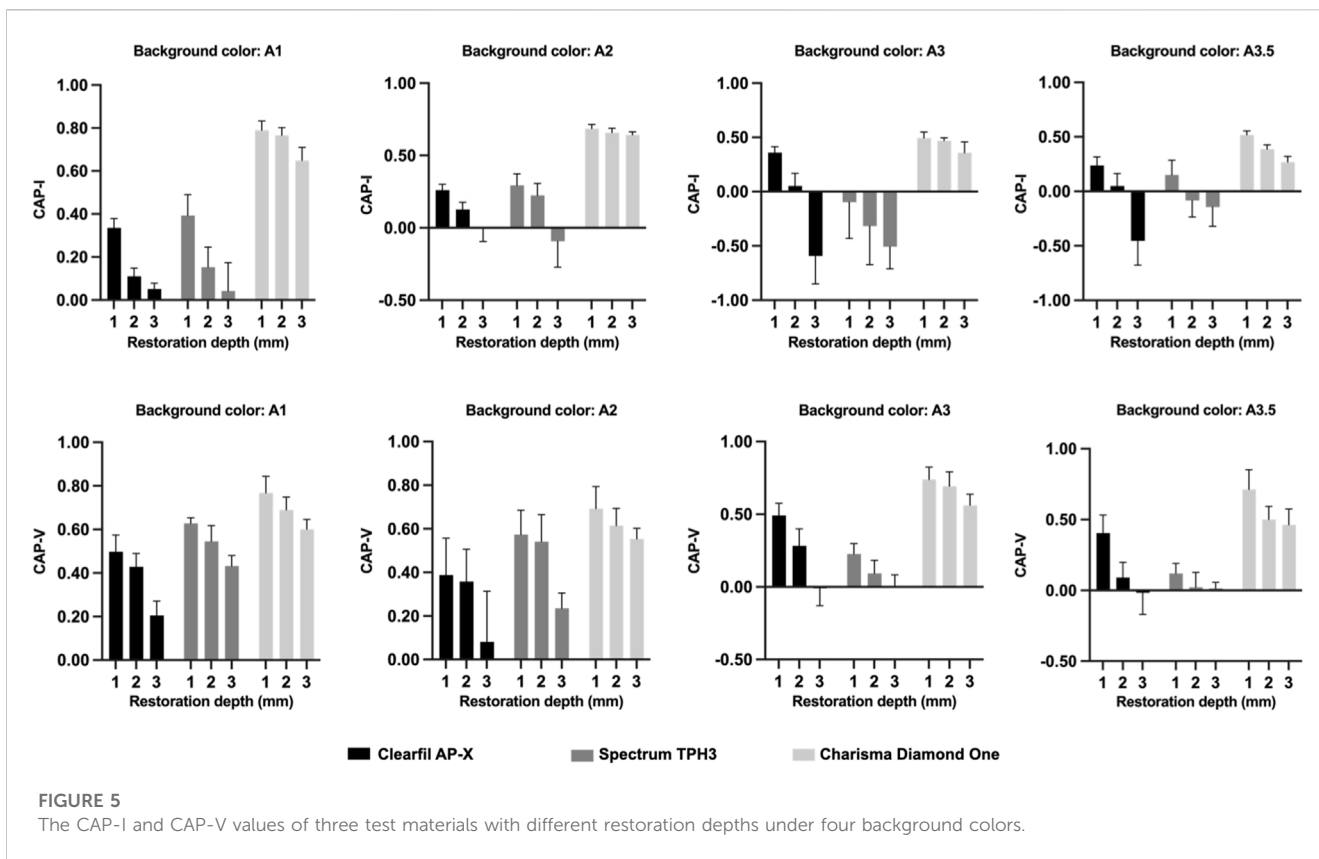 Background color: A1
1.00
0.80
0.60
0.40
0.20
0.00
CAP-I
1 2 3 1 2 3 1 2 3
Restoration depth (mm)
Background color: A2
1.00
0.50
0.00
-0.50
CAP-I
1 2 3 1 2 3 1 2 3
Restoration depth (mm)
Background color: A3
1.00
0.50
0.00
-0.50
-1.00
CAP-I
1 2 3 1 2 3 1 2 3
Restoration depth (mm)
Background color: A3.5
1.00
0.50
0.00
-0.50
-1.00
CAP-I
1 2 3 1 2 3 1 2 3
Restoration depth (mm)
Background color: A1
1.00
0.80
0.60
0.40
0.20
0.00
CAP-V
1 2 3 1 2 3 1 2 3
Restoration depth (mm)
Background color: A2
1.00
0.80
0.60
0.40
0.20
0.00
CAP-V
1 2 3 1 2 3 1 2 3
Restoration depth (mm)
Background color: A3
1.00
0.50
0.00
-0.50
CAP-V
1 2 3 1 2 3 1 2 3
Restoration depth (mm)
Background color: A3.5
1.00
0.50
0.00
-0.50
CAP-V
1 2 3 1 2 3 1 2 3
Restoration depth (mm)
Clearfil AP-X Spectrum TPH3 Charisma Diamond One
FIGURE 5
The CAP-I and CAP-V values of three test materials with different restoration depths under four background colors.